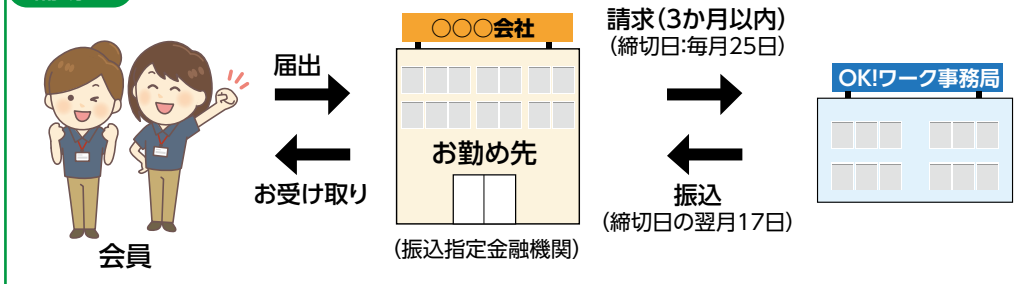 届出
お受け取り
会員
○○○会社
お勤め先
(振込指定金融機関)
請求(3か月以内)
(締切日:毎月25日)
振込
(締切日の翌月17日)
OK!ワーク事務局